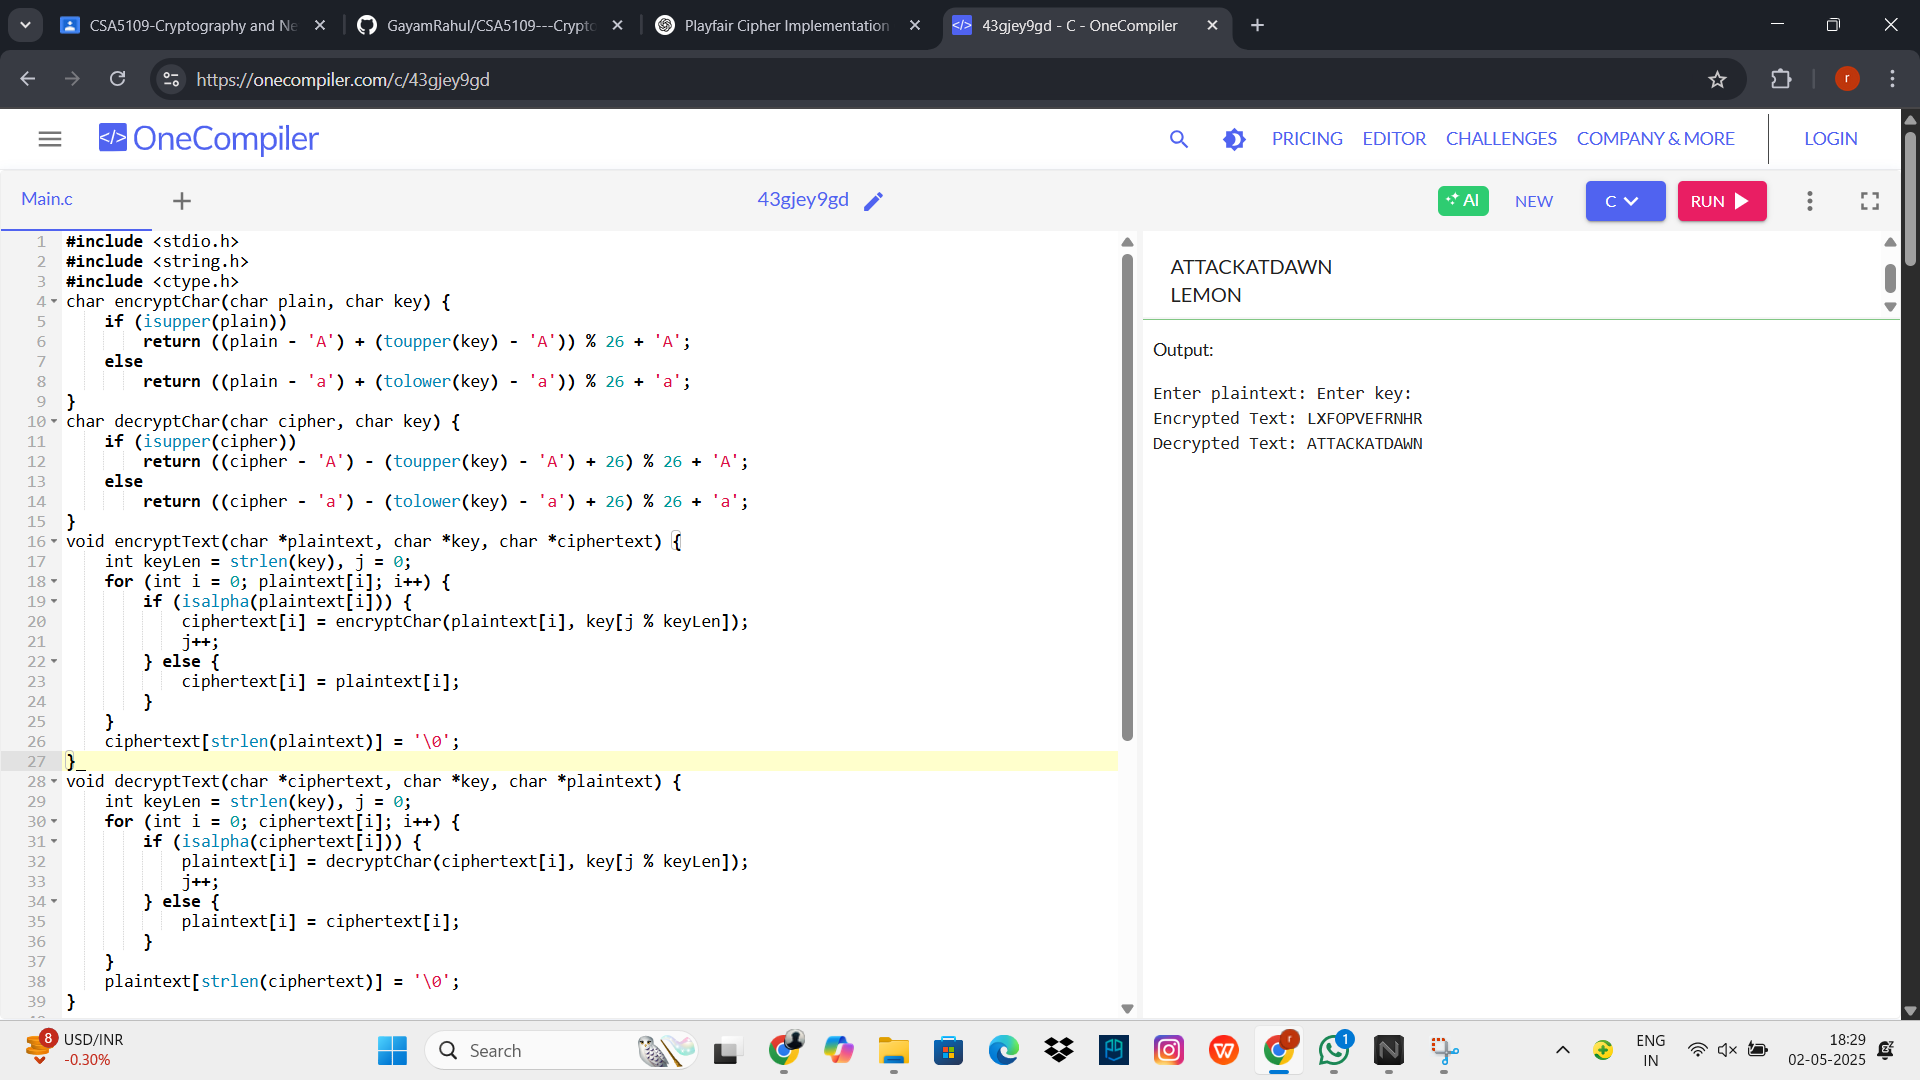 CSA5109-Cryptography and Ne
GayamRahul/CSA5109---Crypto
Playfair Cipher Implementation
43gjey9gd - C - OneCompiler
https://onecompiler.com/c/43gjey9gd
r
</> OneCompiler
PRICING
EDITOR
CHALLENGES
COMPANY & MORE
LOGIN
Main.c
43gjey9gd
AI
NEW
C
RUN
1 #include <stdio.h>
2 #include <string.h>
3 #include <ctype.h>
4 char encryptChar(char plain, char key) {
5 if (isupper(plain))
6 return ((plain - 'A') + (toupper(key) - 'A')) % 26 + 'A';
7 else
8 return ((plain - 'a') + (tolower(key) - 'a')) % 26 + 'a';
9 }
10 char decryptChar(char cipher, char key) {
11 if (isupper(cipher))
12 return ((cipher - 'A') - (toupper(key) - 'A') + 26) % 26 + 'A';
13 else
14 return ((cipher - 'a') - (tolower(key) - 'a') + 26) % 26 + 'a';
15 }
16 void encryptText(char *plaintext, char *key, char *ciphertext) {
17 int keyLen = strlen(key), j = 0;
18 for (int i = 0; plaintext[i]; i++) {
19 if (isalpha(plaintext[i])) {
20 ciphertext[i] = encryptChar(plaintext[i], key[j % keyLen]);
21 j++;
22 } else {
23 ciphertext[i] = plaintext[i];
24 }
25 }
26 ciphertext[strlen(plaintext)] = '\0';
27 }
28 void decryptText(char *ciphertext, char *key, char *plaintext) {
29 int keyLen = strlen(key), j = 0;
30 for (int i = 0; ciphertext[i]; i++) {
31 if (isalpha(ciphertext[i])) {
32 plaintext[i] = decryptChar(ciphertext[i], key[j % keyLen]);
33 j++;
34 } else {
35 plaintext[i] = ciphertext[i];
36 }
37 }
38 plaintext[strlen(ciphertext)] = '\0';
39 }
ATTACKATDAWN
LEMON
Output:
Enter plaintext: Enter key:
Encrypted Text: LXFOPVEFRNHR
Decrypted Text: ATTACKATDAWN
8
USD/INR
-0.30%
Search
r
1
ENG
IN
18:29
02-05-2025